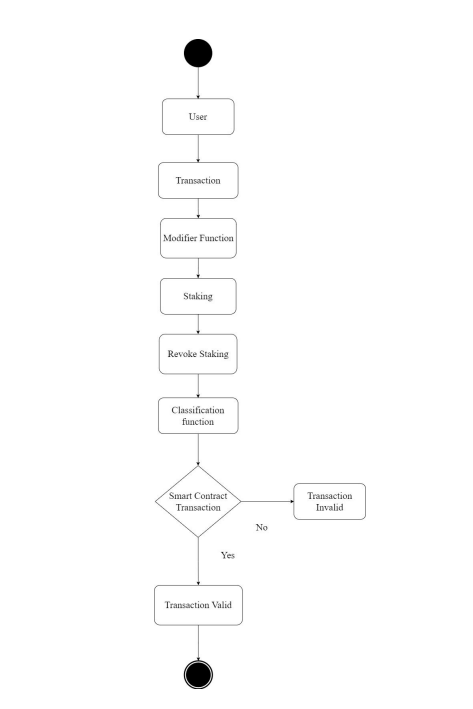 User
Transaction
Modifier Function
Staking
Revoke Staking
Classification
function
Smart Contract
Transaction
Transaction
Invalid
No
Yes
Transaction Valid